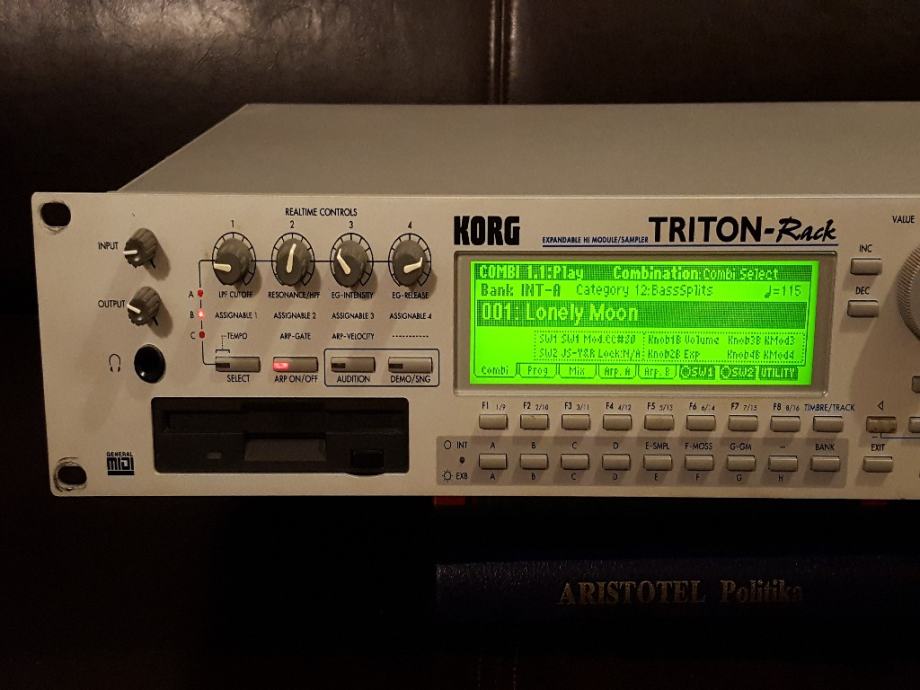 REALTIME CONTROLS
1 2 3 4
INPUT
LPF CUTOFF RESONANCE/HPF EG-INTENSITY EG-RELEASE
A
OUTPUT
B ASSIGNABLE 1 ASSIGNABLE 2 ASSIGNABLE 3 ASSIGNABLE 4
C
TEMPO ARP-GATE ARP-VELOCITY
SELECT ARP ON/OFF AUDITION DEMO/SNG
GENERAL
MIDI
KORG EXPANDABLE HI MODULE/SAMPLER TRITON-Rack
COMBI 1.1:Play Combination:Combi Select
Bank INT-A Category 12:BassSplits ♩=115
001: Lonely Moon
SW1 SW1 Mod.CC#80 Knob1B Volume Knob3B KMod3
SW2 JS-Y&R Lock:N/A: Knob2B Exp Knob4B KMod4
Combi Prog Mix Arp. A Arp. B SW1 SW2 UTILITY
VALUE
INC
DEC
F1 1/9 F2 2/10 F3 3/11 F4 4/12 F5 5/13 F6 6/14 F7 7/15 F8 8/16 TIMBRE/TRACK
INT A B C D E-SMPL F-MOSS G-GM – BANK EXIT
EXB A B C D E F G H
ARISTOTEL Politika